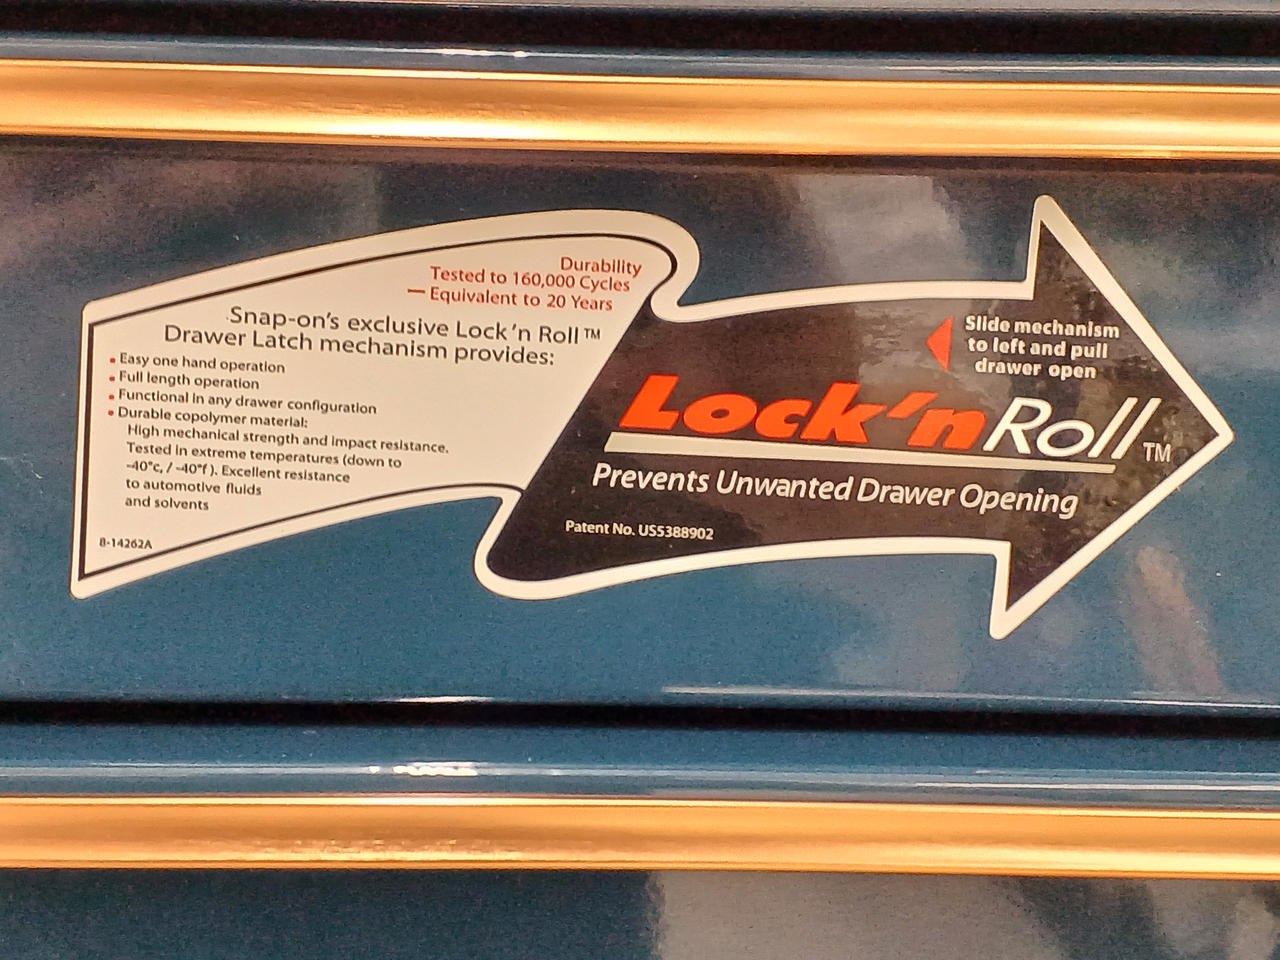 Durability
Tested to 160,000 Cycles
— Equivalent to 20 Years
Snap-on's exclusive Lock 'n Roll™
Drawer Latch mechanism provides:
• Easy one hand operation
• Full length operation
• Functional in any drawer configuration
• Durable copolymer material:
High mechanical strength and impact resistance.
Tested in extreme temperatures (down to
-40°c, / -40°f ). Excellent resistance
to automotive fluids
and solvents
8-14262A
Slide mechanism
to left and pull
drawer open
Lock'n Roll™
Prevents Unwanted Drawer Opening
Patent No. US5388902